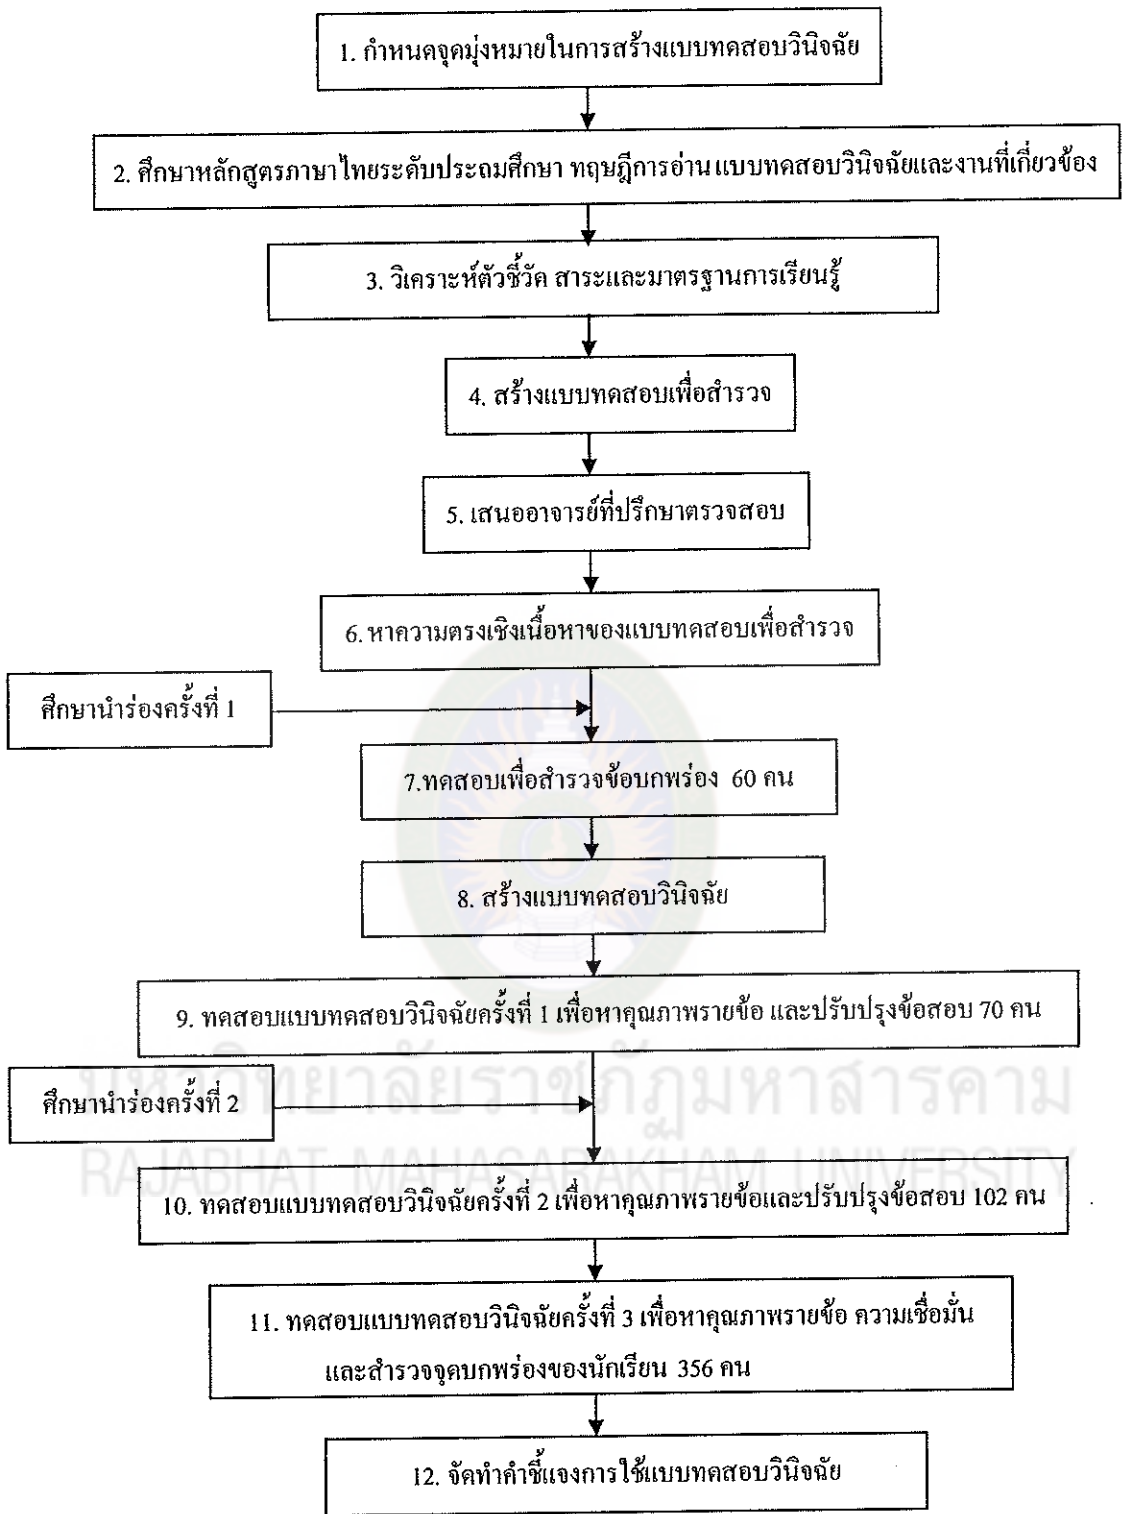 1. กำหนดจุดมุ่งหมายในการสร้างแบบทดสอบวินิจฉัย
2. ศึกษาหลักสูตรภาษาไทยระดับประถมศึกษา ทฤษฎีการอ่าน แบบทดสอบวินิจฉัยและงานที่เกี่ยวข้อง
3. วิเคราะห์ตัวชี้วัด สาระและมาตรฐานการเรียนรู้
4. สร้างแบบทดสอบเพื่อสำรวจ
5. เสนออาจารย์ที่ปรึกษาตรวจสอบ
6. หาความตรงเชิงเนื้อหาของแบบทดสอบเพื่อสำรวจ
ศึกษานำร่องครั้งที่ 1
7.ทดสอบเพื่อสำรวจข้อบกพร่อง 60 คน
8. สร้างแบบทดสอบวินิจฉัย
9. ทดสอบแบบทดสอบวินิจฉัยครั้งที่ 1 เพื่อหาคุณภาพรายข้อ และปรับปรุงข้อสอบ 70 คน
มหาวิทยาลัยราชภัฏมหาสารคาม
ศึกษานำร่องครั้งที่ 2
RAJABHAT MAHASARAKHAM UNIVERSITY
10. ทดสอบแบบทดสอบวินิจฉัยครั้งที่ 2 เพื่อหาคุณภาพรายข้อและปรับปรุงข้อสอบ 102 คน
11. ทดสอบแบบทดสอบวินิจฉัยครั้งที่ 3 เพื่อหาคุณภาพรายข้อ ความเชื่อมั่น
และสำรวจจุดบกพร่องของนักเรียน 356 คน
12. จัดทำคำชี้แจงการใช้แบบทดสอบวินิจฉัย